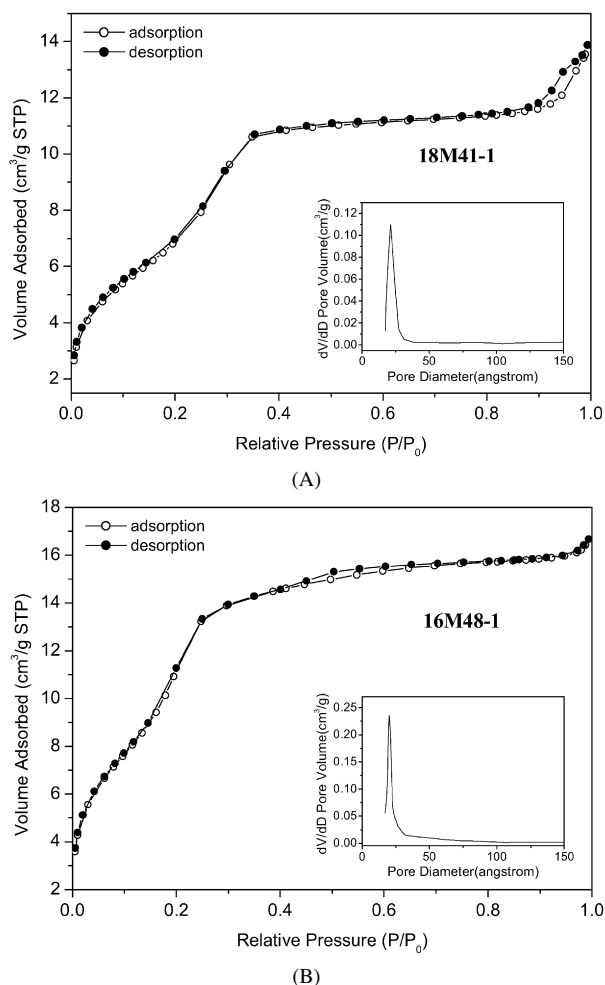 14
12
10
8
6
4
2
Volume Adsorbed (cm³/g STP)
adsorption
desorption
18M41-1
0.12
0.10
0.08
0.06
0.04
0.02
0.00
dV/dD Pore Volume(cm³/g)
0 50 100 150
Pore Diameter(angstrom)
0.0 0.2 0.4 0.6 0.8 1.0
Relative Pressure (P/P₀)
(A)
18
16
14
12
10
8
6
4
2
Volume Adsorbed (cm³/g STP)
adsorption
desorption
16M48-1
0.25
0.20
0.15
0.10
0.05
0.00
dV/dD Pore Volume(cm³/g)
0 50 100 150
Pore Diameter(angstrom)
0.0 0.2 0.4 0.6 0.8 1.0
Relative Pressure (P/P₀)
(B)